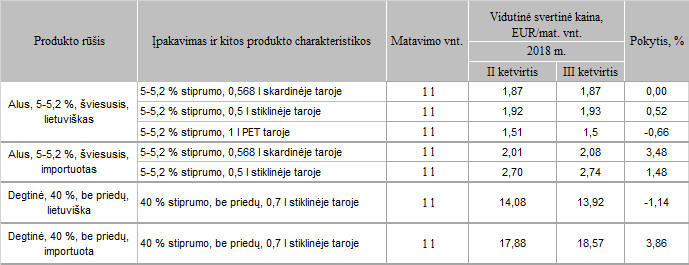 Produkto rūšis
Įpakavimas ir kitos produkto charakteristikos
Matavimo vnt.
Vidutinė svertinė kaina,
EUR/mat. vnt.
Pokytis, %
2018 m.
II ketvirtis
III ketvirtis
Alus, 5-5,2 %, šviesusis,
lietuviškas
5-5,2 % stiprumo, 0,568 l skardinėje taroje 1 l 1,87 1,87 0,00
5-5,2 % stiprumo, 0,5 l stiklinėje taroje 1 l 1,92 1,93 0,52
5-5,2 % stiprumo, 1 l PET taroje 1 l 1,51 1,5 -0,66
Alus, 5-5,2 %, šviesusis,
importuotas
5-5,2 % stiprumo, 0,568 l skardinėje taroje 1 l 2,01 2,08 3,48
5-5,2 % stiprumo, 0,5 l stiklinėje taroje 1 l 2,70 2,74 1,48
Degtinė, 40 %, be priedų,
lietuviška
40 % stiprumo, be priedų, 0,7 l stiklinėje taroje 1 l 14,08 13,92 -1,14
Degtinė, 40 %, be priedų,
importuota
40 % stiprumo, be priedų, 0,7 l stiklinėje taroje 1 l 17,88 18,57 3,86